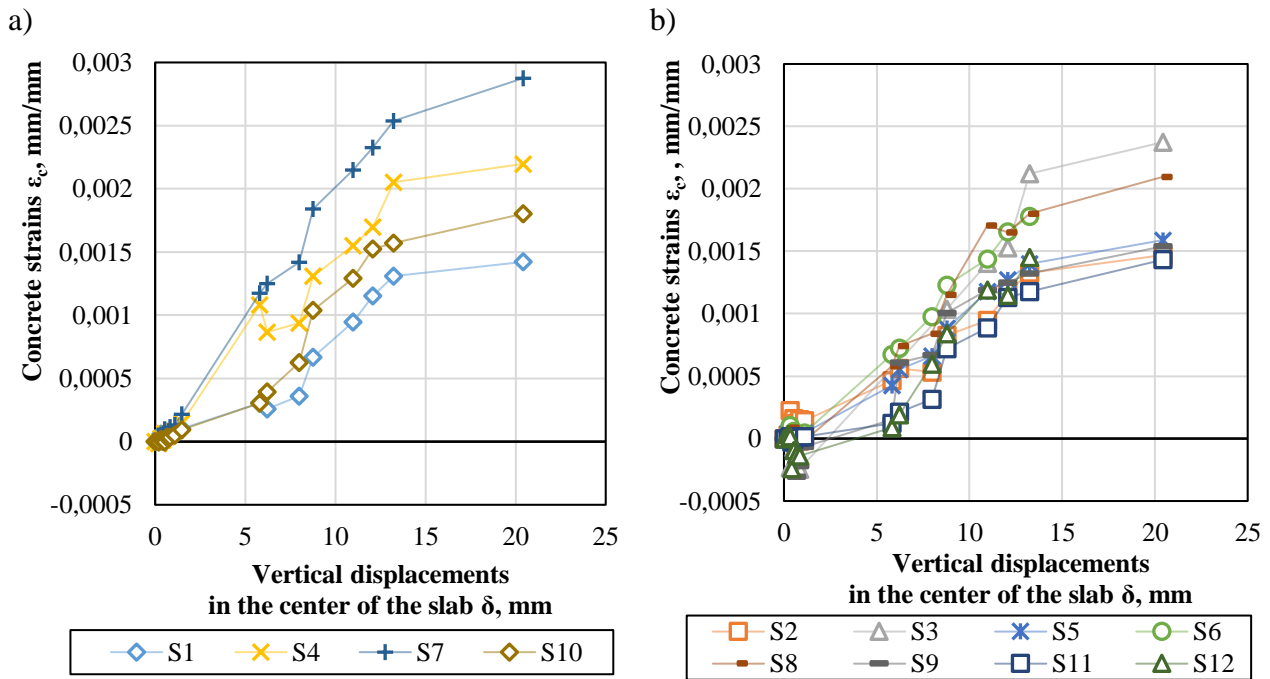 a)
0,003
0,0025
0,002
0,0015
0,001
0,0005
0
-0,0005
Concrete strains εc, mm/mm
0 5 10 15 20 25
Vertical displacements
in the center of the slab δ, mm
S1 S4 S7 S10
b)
0,003
0,0025
0,002
0,0015
0,001
0,0005
0
-0,0005
Concrete strains εc, , mm/mm
0 5 10 15 20 25
Vertical displacements
in the center of the slab δ, mm
S2 S3 S5 S6
S8 S9 S11 S12